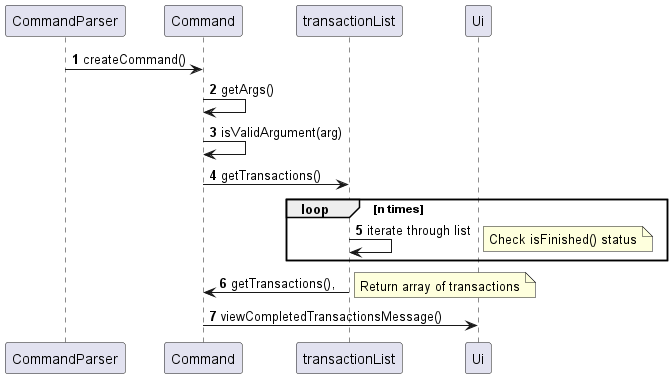 CommandParser Command transactionList Ui
1 createCommand()
2 getArgs()
3 isValidArgument(arg)
4 getTransactions()
loop [n times]
5 iterate through list Check isFinished() status
6 getTransactions(), Return array of transactions
7 viewCompletedTransactionsMessage()
CommandParser Command transactionList Ui